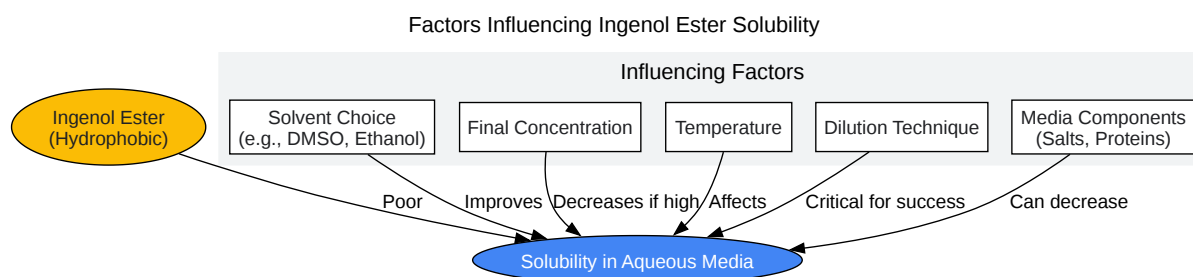 Factors Influencing Ingenol Ester Solubility
Influencing Factors
Ingenol Ester
(Hydrophobic)
Solvent Choice
(e.g., DMSO, Ethanol)
Final Concentration
Temperature
Dilution Technique
Media Components
(Salts, Proteins)
Poor
Improves
Decreases if high
Affects
Critical for success
Can decrease
Solubility in Aqueous Media